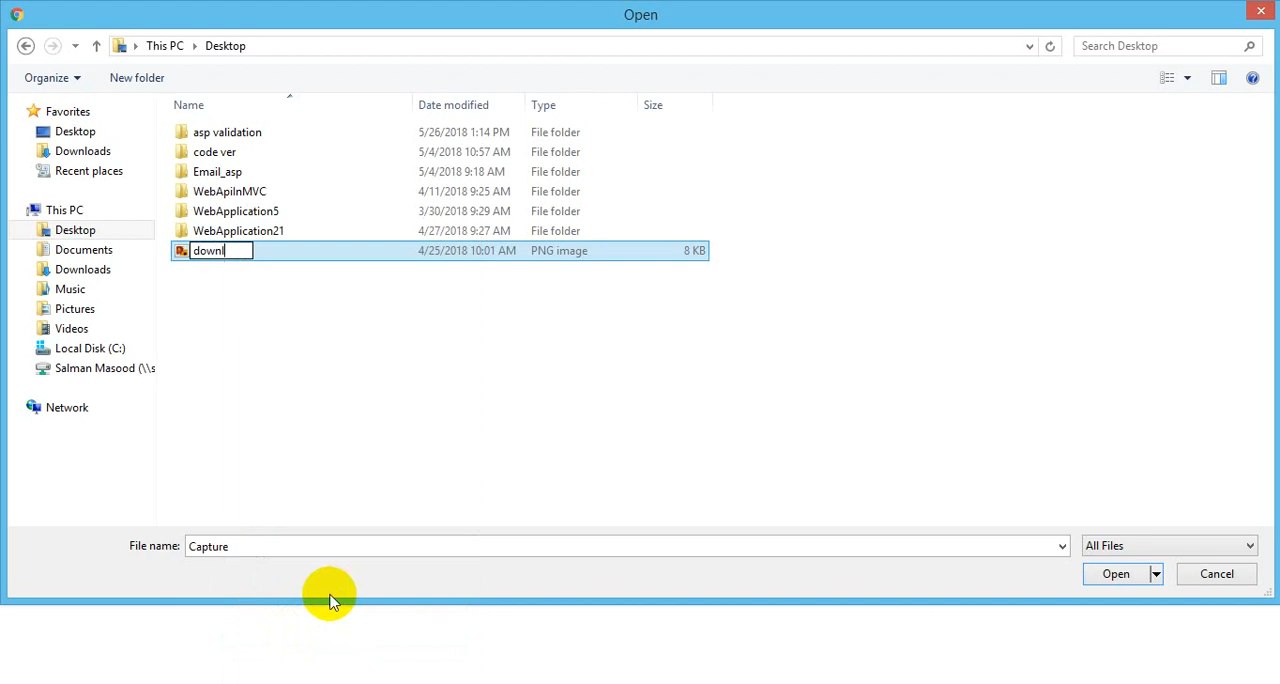 Open
This PC Desktop
Search Desktop
Organize New folder
Name Date modified Type Size
Favorites
Desktop
Downloads
Recent places
This PC
Desktop
Documents
Downloads
Music
Pictures
Videos
Local Disk (C:)
Salman Masood (\\s
Network
asp validation 5/26/2018 1:14 PM File folder
code ver 5/4/2018 10:57 AM File folder
Email_asp 5/4/2018 9:18 AM File folder
WebApiInMVC 4/11/2018 9:25 AM File folder
WebApplication5 3/30/2018 9:29 AM File folder
WebApplication21 4/27/2018 9:27 AM File folder
downl 4/25/2018 10:01 AM PNG image 8 KB
File name: Capture All Files
Open Cancel